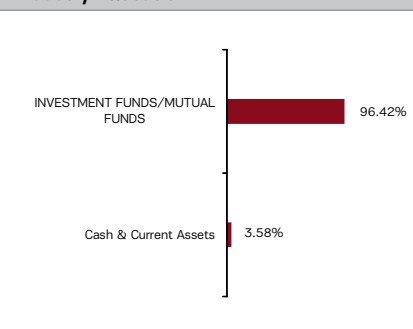 INVESTMENT FUNDS/MUTUAL
FUNDS
96.42%
Cash & Current Assets
3.58%